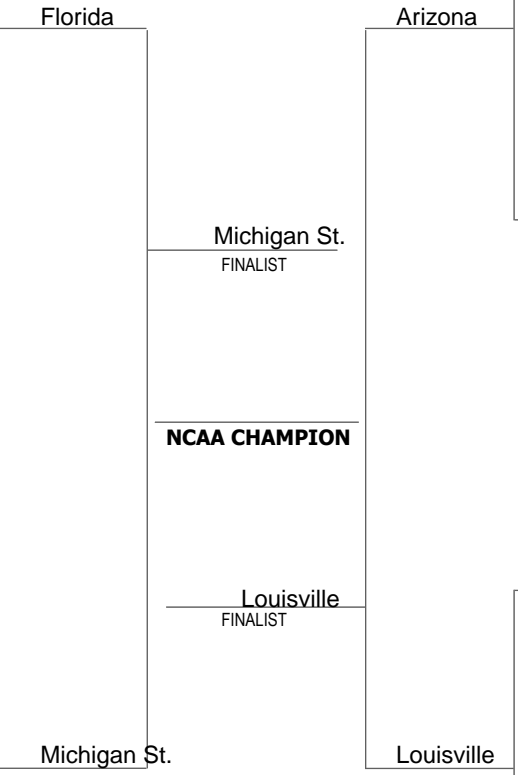 Florida
Arizona
Michigan St.
FINALIST
NCAA CHAMPION
Louisville
FINALIST
Michigan St.
Louisville